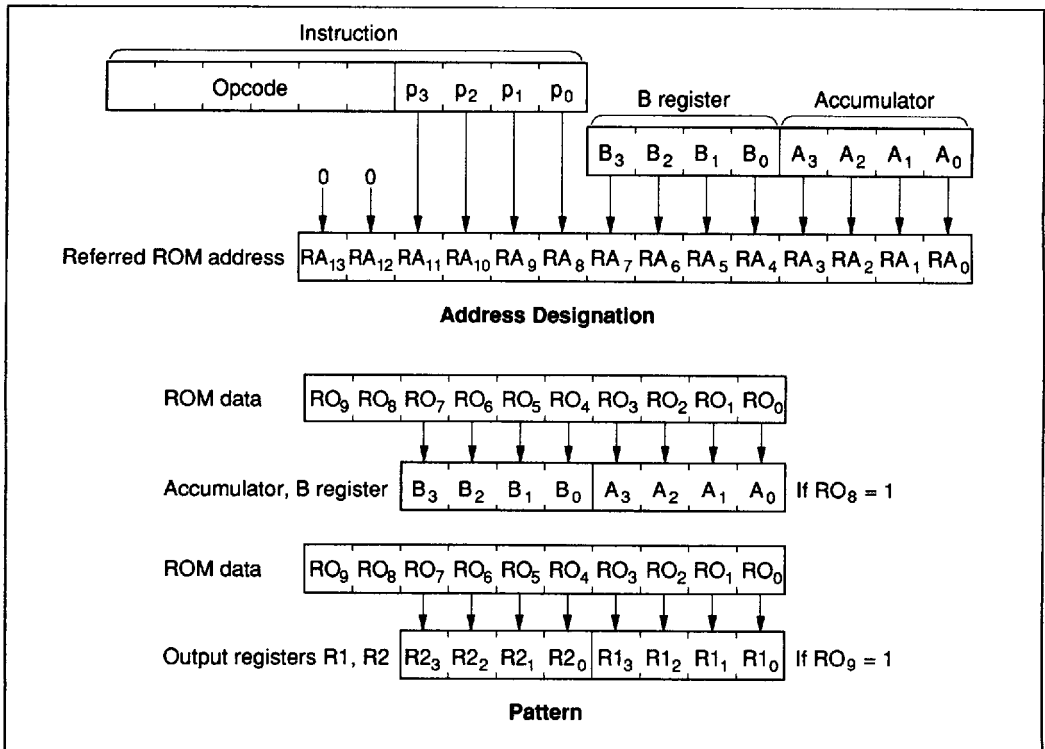 Instruction
Opcode p₃ p₂ p₁ p₀
B register Accumulator
B₃ B₂ B₁ B₀ A₃ A₂ A₁ A₀
0 0
Referred ROM address RA₁₃ RA₁₂ RA₁₁ RA₁₀ RA₉ RA₈ RA₇ RA₆ RA₅ RA₄ RA₃ RA₂ RA₁ RA₀
Address Designation
ROM data RO₉ RO₈ RO₇ RO₆ RO₅ RO₄ RO₃ RO₂ RO₁ RO₀
Accumulator, B register B₃ B₂ B₁ B₀ A₃ A₂ A₁ A₀ If RO₈ = 1
ROM data RO₉ RO₈ RO₇ RO₆ RO₅ RO₄ RO₃ RO₂ RO₁ RO₀
Output registers R1, R2 R2₃ R2₂ R2₁ R2₀ R1₃ R1₂ R1₁ R1₀ If RO₉ = 1
Pattern